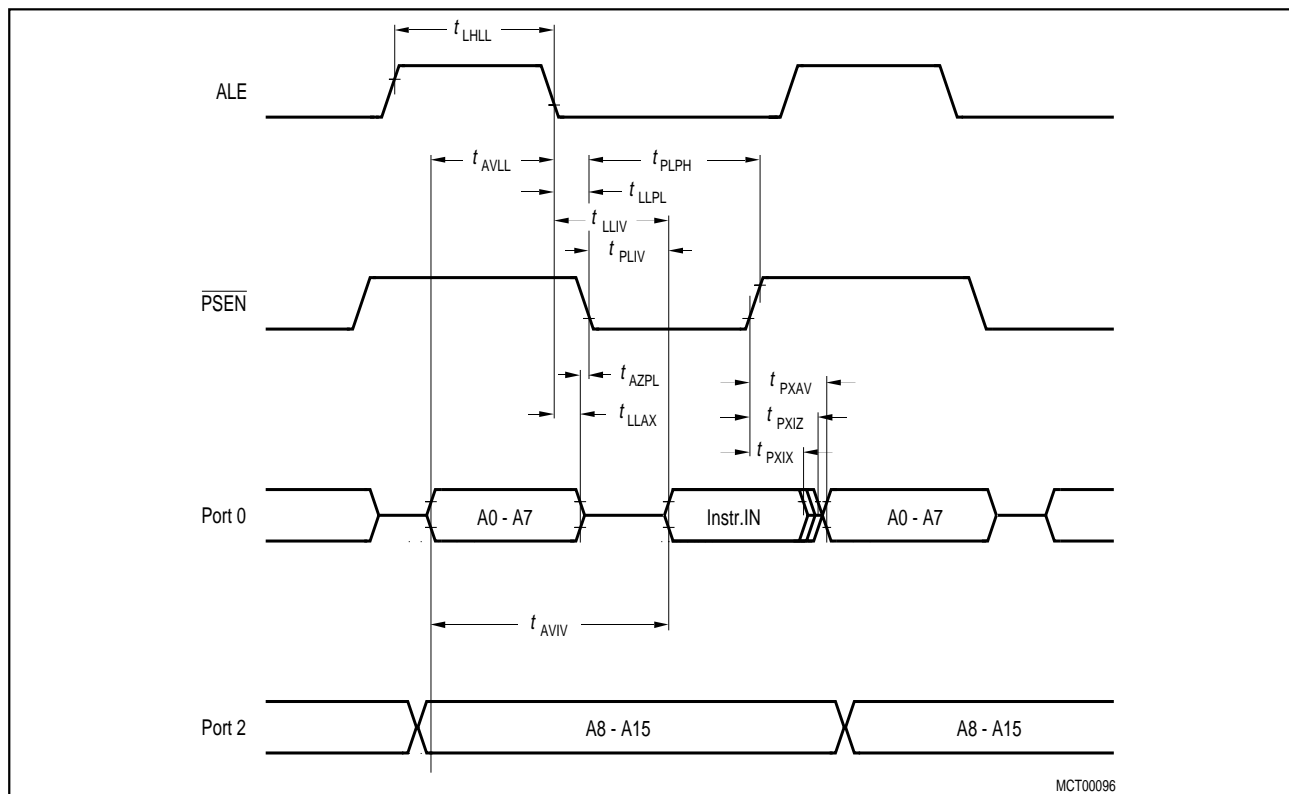 t LHLL
ALE
t AVLL
t PLPH
t LLPL
t LLIV
t PLIV
PSEN
t AZPL
t PXAV
t LLAX
t PXIZ
t PXIX
Port 0
A0 - A7
Instr.IN
A0 - A7
t AVIV
Port 2
A8 - A15
A8 - A15
MCT00096